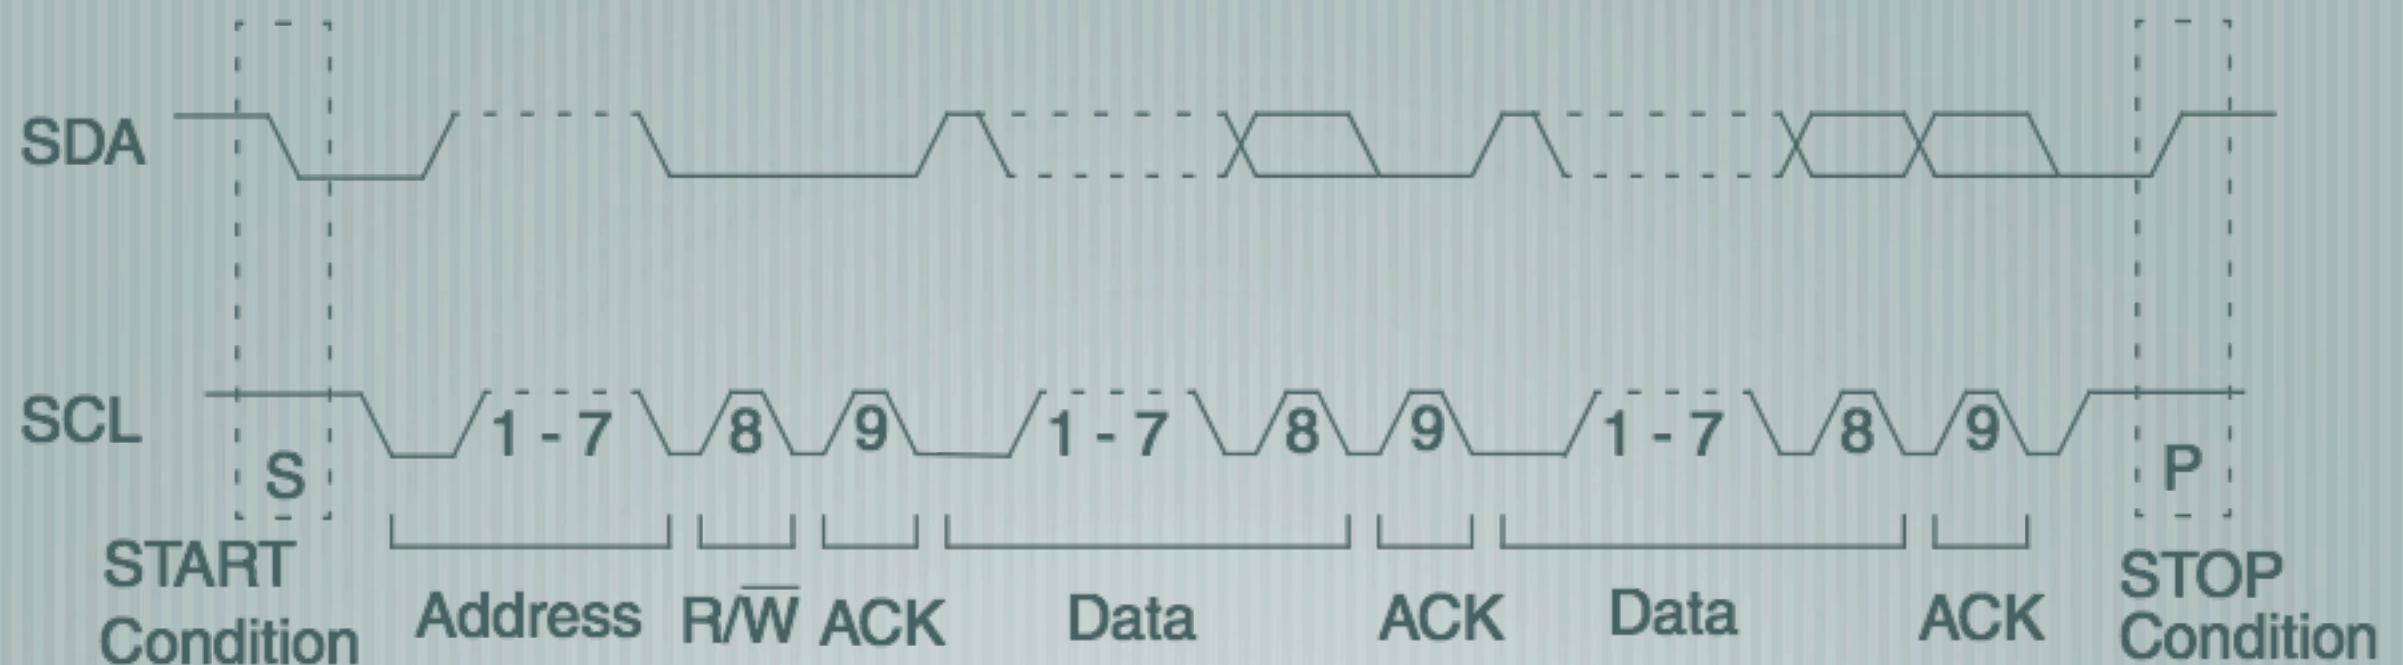 SDA
SCL
1 - 7 8 9 1 - 7 8 9 1 - 7 8 9
S P
START
Condition
Address R/W̅ ACK Data ACK Data ACK
STOP
Condition